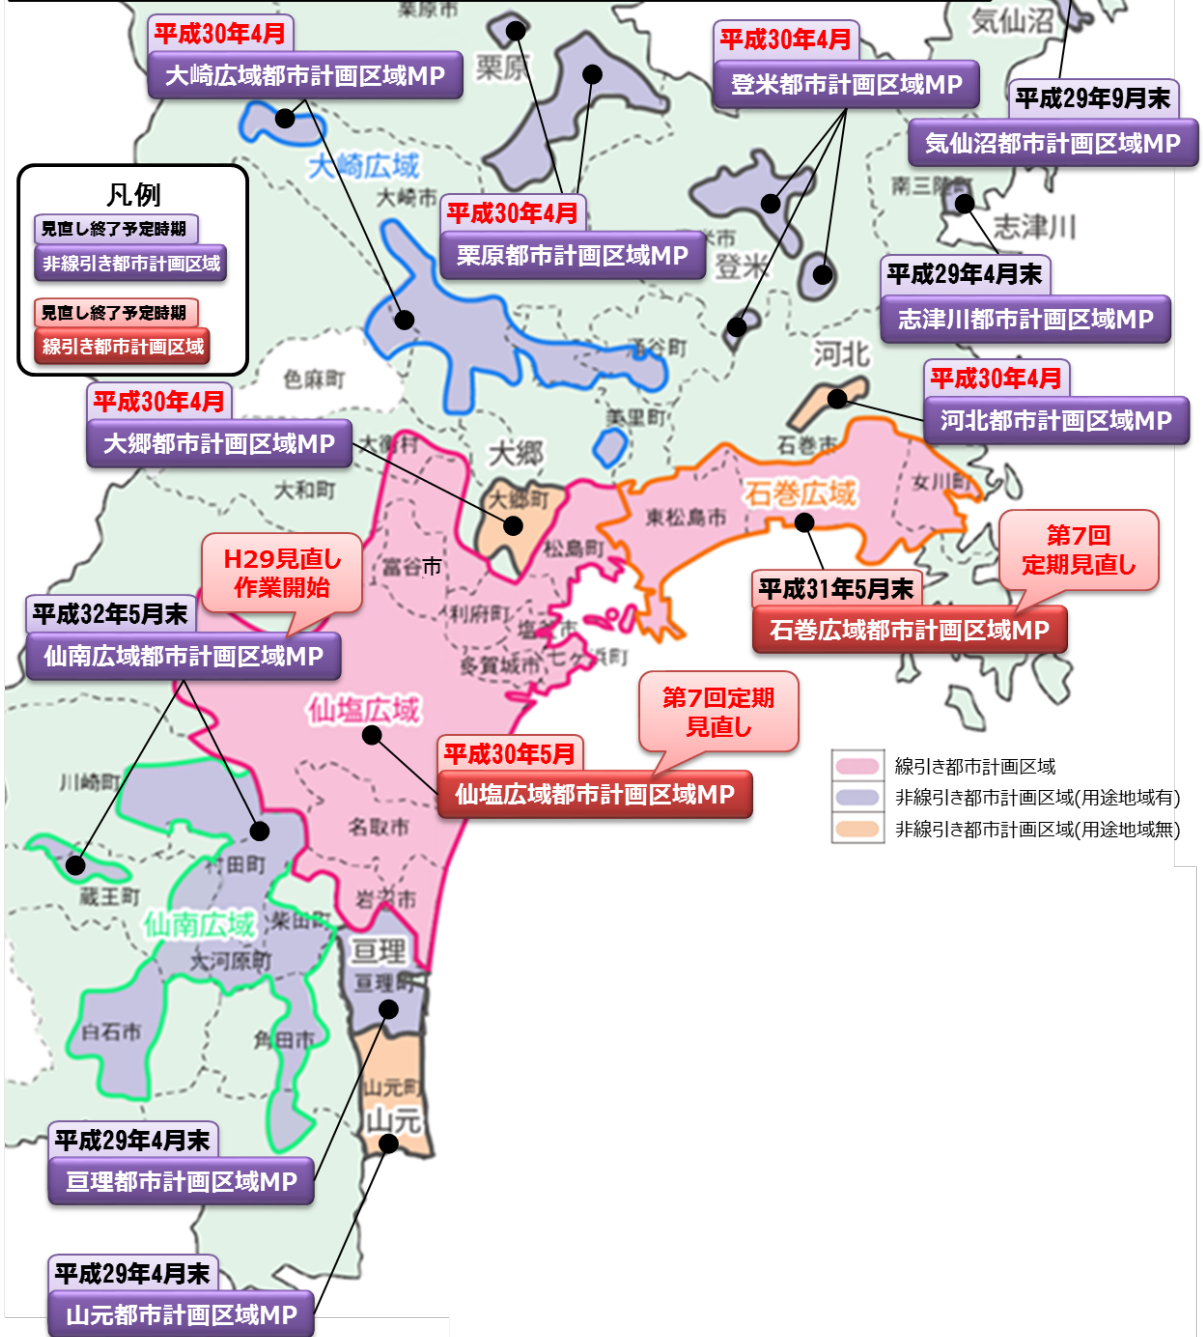 栗原市
気仙沼
平成30年4月
大崎広域都市計画区域MP
栗原
平成30年4月
登米都市計画区域MP
平成29年9月末
気仙沼都市計画区域MP
大崎広域
大崎市
凡例
見直し終了予定時期
非線引き都市計画区域
見直し終了予定時期
線引き都市計画区域
平成30年4月
栗原都市計画区域MP
米市
登米
南三陸町
志津川
平成29年4月末
志津川都市計画区域MP
涌谷町
河北
色麻町
平成30年4月
河北都市計画区域MP
平成30年4月
大郷都市計画区域MP
美里町
大衡村
大郷
石巻市
大和町
大郷町
石巻広域
女川町
東松島市
松島町
富谷市
第7回
定期見直し
H29見直し
作業開始
平成31年5月末
石巻広域都市計画区域MP
利府町
塩釜市
平成32年5月末
仙南広域都市計画区域MP
多賀城市
七ヶ浜町
仙塩広域
第7回定期
見直し
平成30年5月
仙塩広域都市計画区域MP
線引き都市計画区域
非線引き都市計画区域(用途地域有)
非線引き都市計画区域(用途地域無)
川崎町
名取市
村田町
蔵王町
岩沼市
仙南広域
柴田町
大河原町
亘理
亘理町
白石市
角田市
山元町
山元
平成29年4月末
亘理都市計画区域MP
平成29年4月末
山元都市計画区域MP